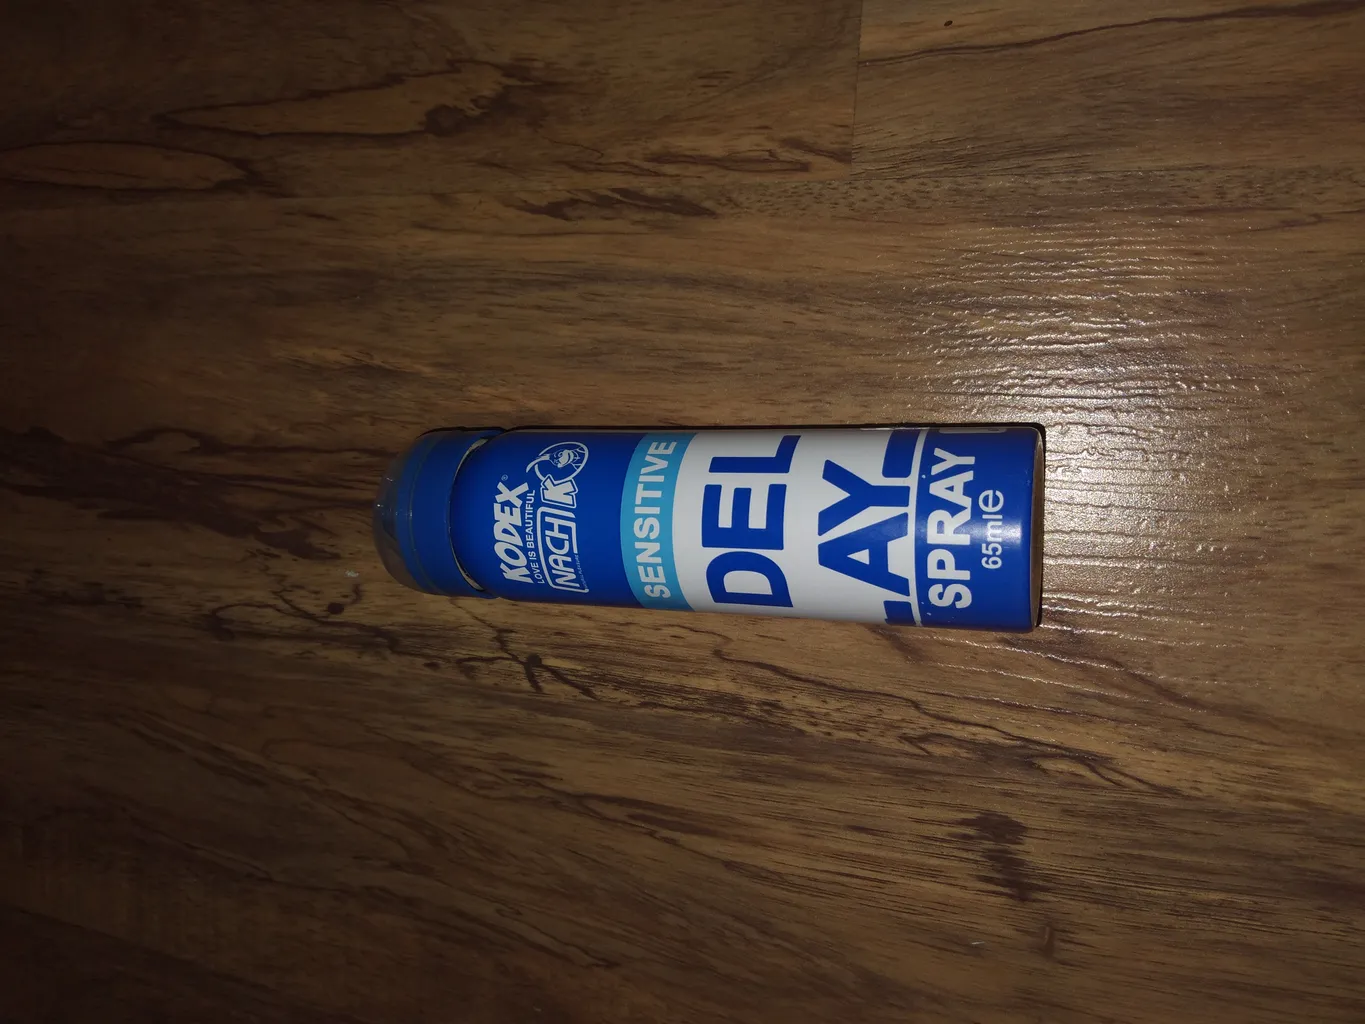 KODEX®
LOVE IS BEAUTIFUL
NACH K
SENSITIVE
DEL
AY
SPRAY
65ml℮